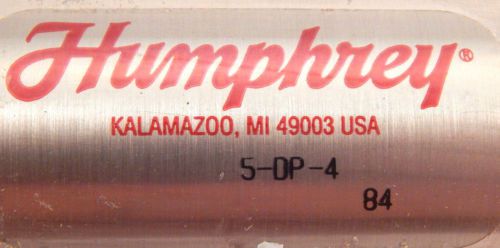 Humphrey®
KALAMAZOO, MI 49003 USA
5-DP-4
84